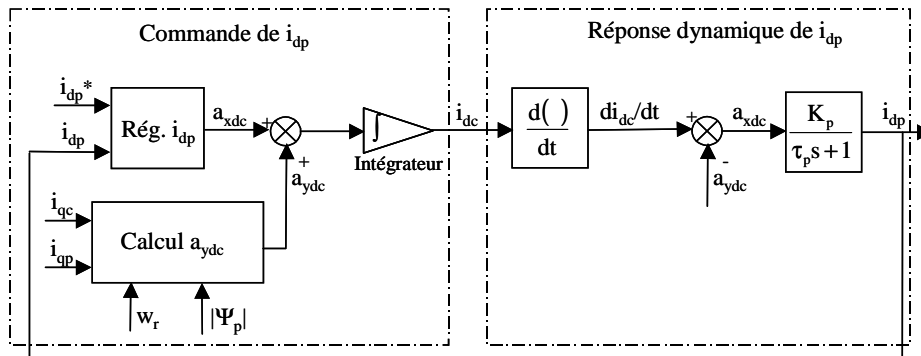 Commande de i_dp
i_dp*
i_dp
Rég. i_dp
a_xdc
+
+
a_ydc
∫
Intégrateur
i_dc
i_qc
i_qp
Calcul a_ydc
w_r
|Ψ_p|
Réponse dynamique de i_dp
d( )
dt
di_dc/dt
+
-
a_ydc
a_xdc
K_p
τ_p s+1
i_dp